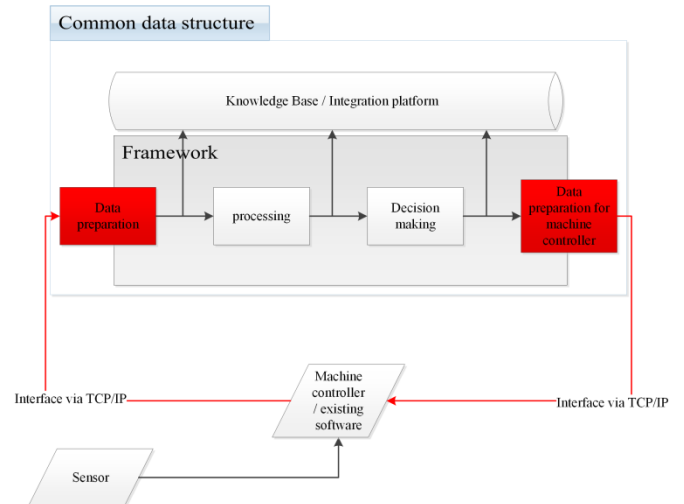 Common data structure
Knowledge Base / Integration platform
Framework
Data
preparation
processing
Decision
making
Data
preparation for
machine
controller
Interface via TCP/IP
Machine
controller
/ existing
software
Interface via TCP/IP
Sensor